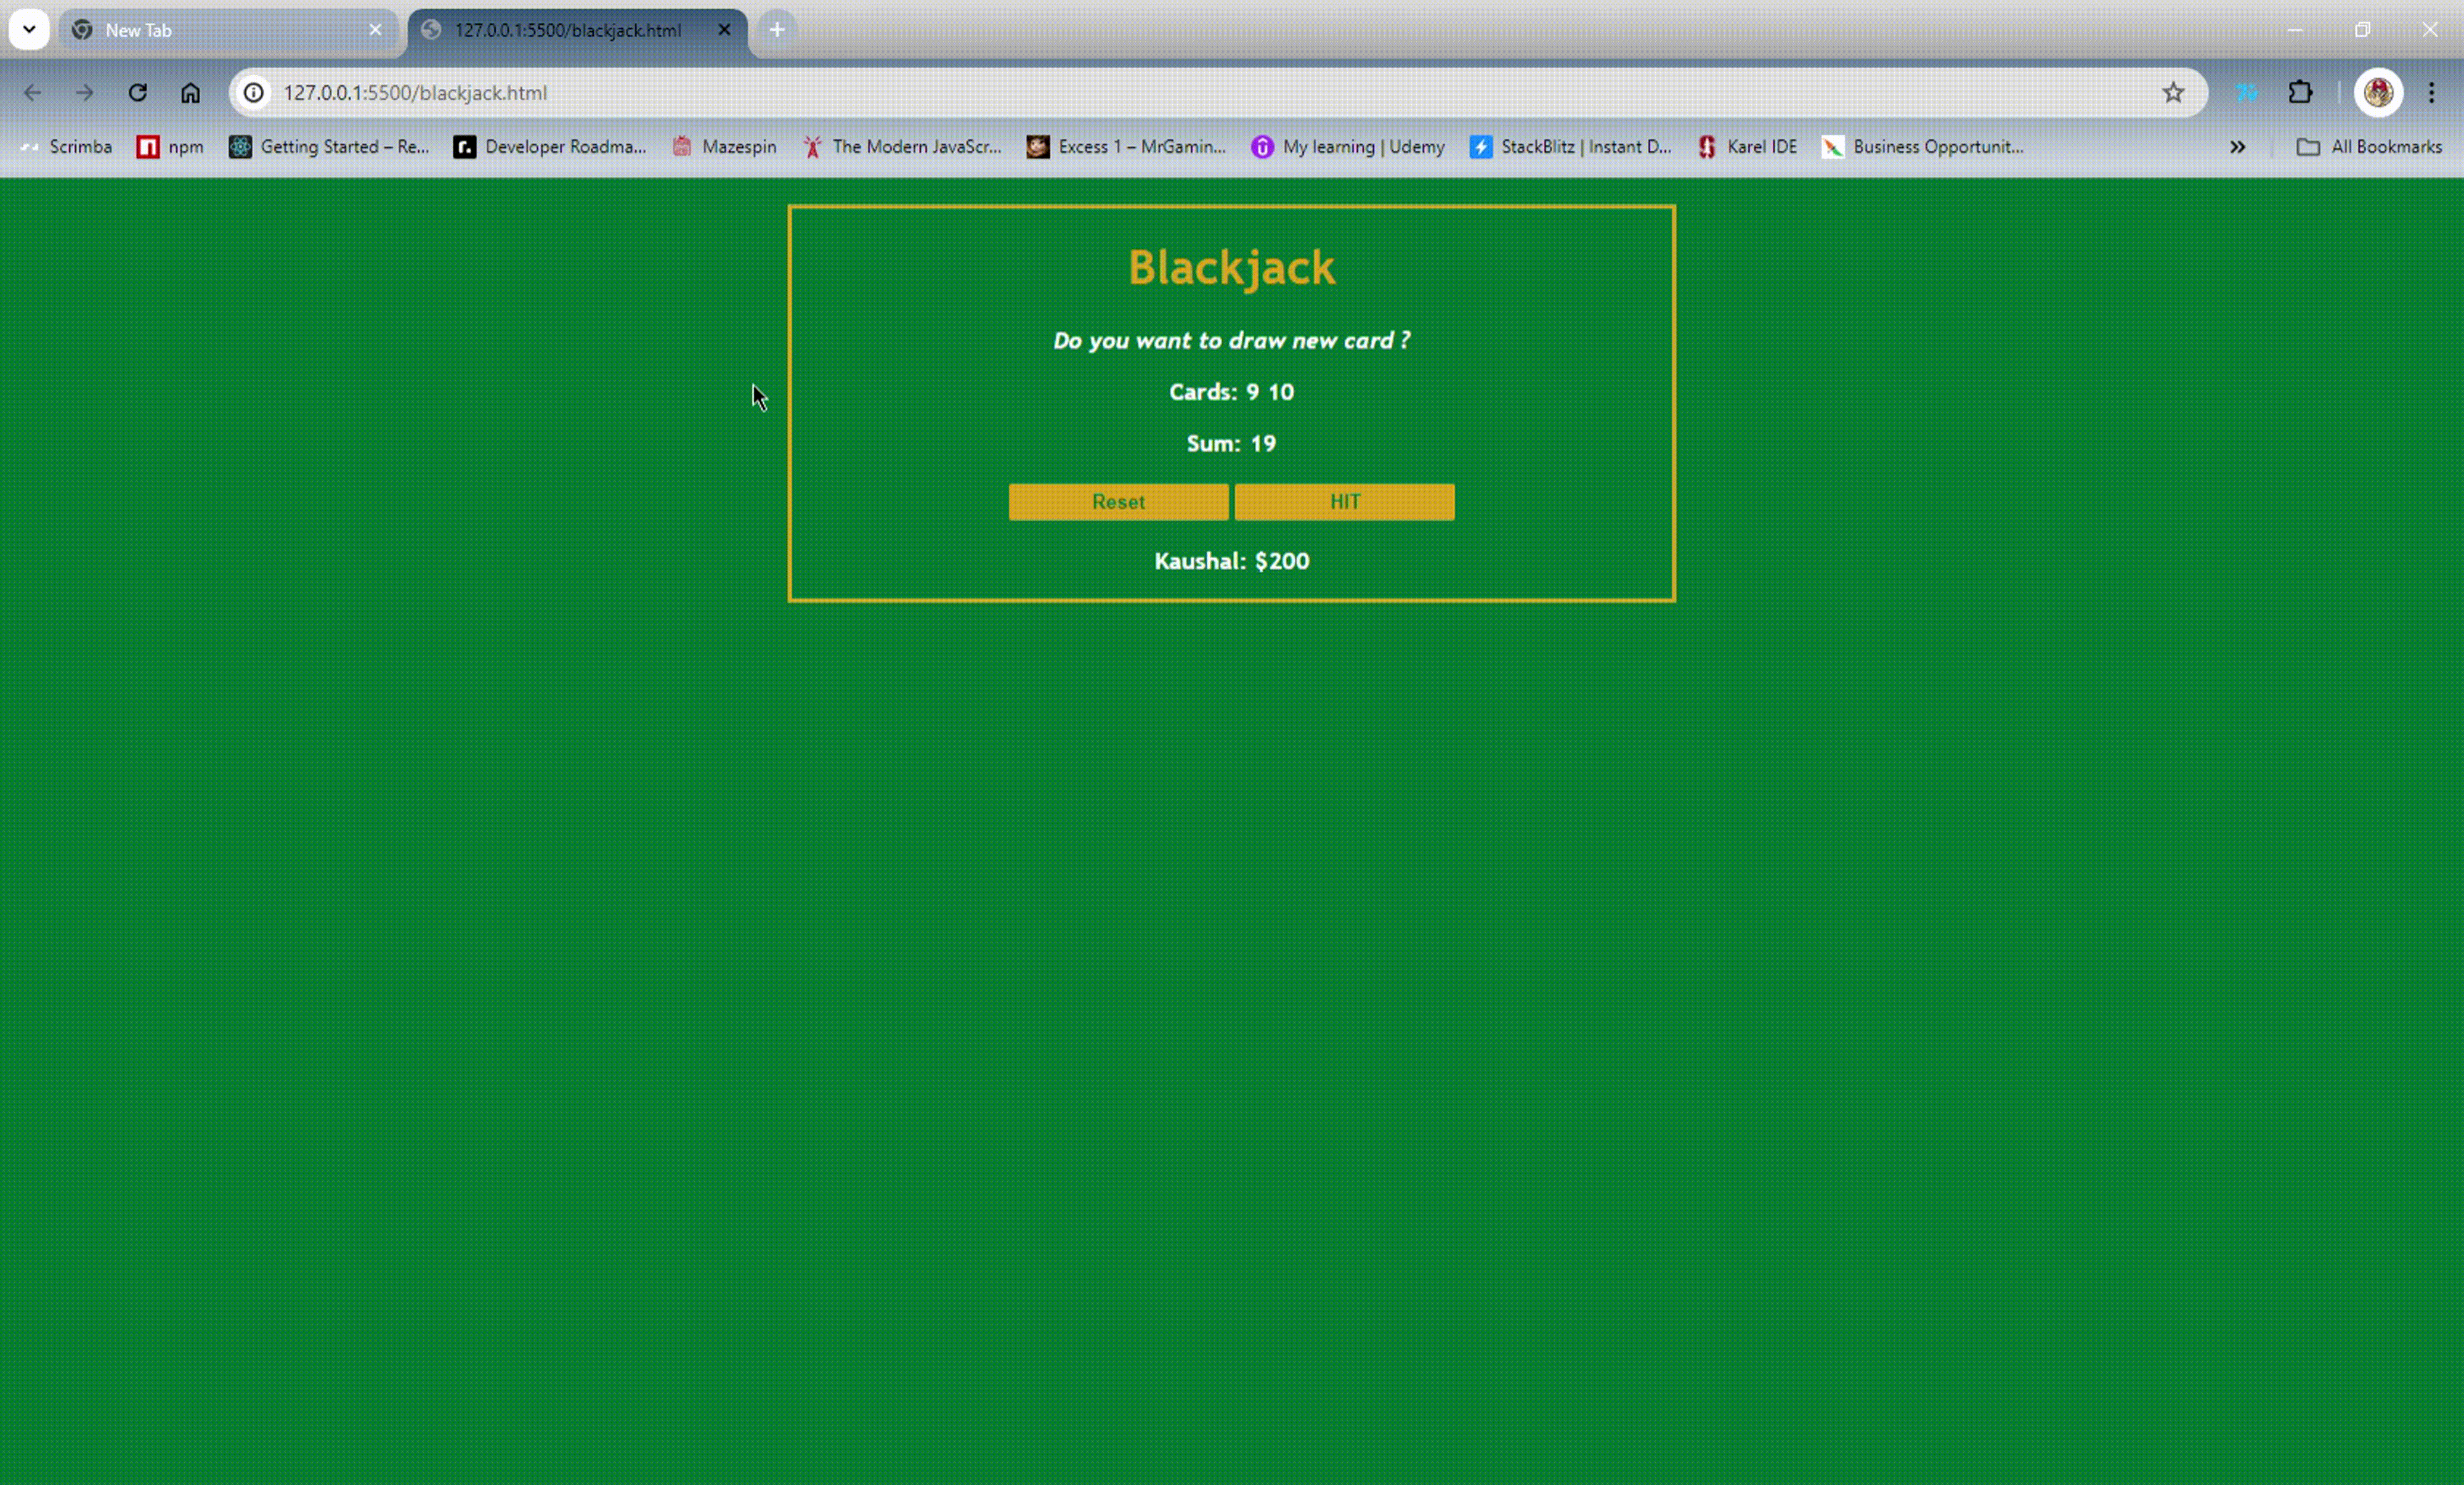 New Tab
127.0.0.1:5500/blackjack.html
127.0.0.1:5500/blackjack.html
Scrimba npm Getting Started – Re... Developer Roadma... Mazespin The Modern JavaScr... Excess 1 – MrGamin... My learning | Udemy StackBlitz | Instant D... Karel IDE Business Opportunit... All Bookmarks
Blackjack
Do you want to draw new card ?
Cards: 9 10
Sum: 19
Reset HIT
Kaushal: $200